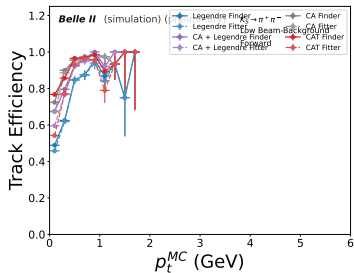 Belle II (simulation)
Legendre Finder
Legendre Fitter
CA + Legendre Finder
CA + Legendre Fitter
CA Finder
CA Fitter
CAT Finder
CAT Fitter
Low Beam-Background
Forward
Track Efficiency
1.2
1.0
0.8
0.6
0.4
0.2
0.0
0 1 2 3 4 5 6
p_t^{MC} (GeV)